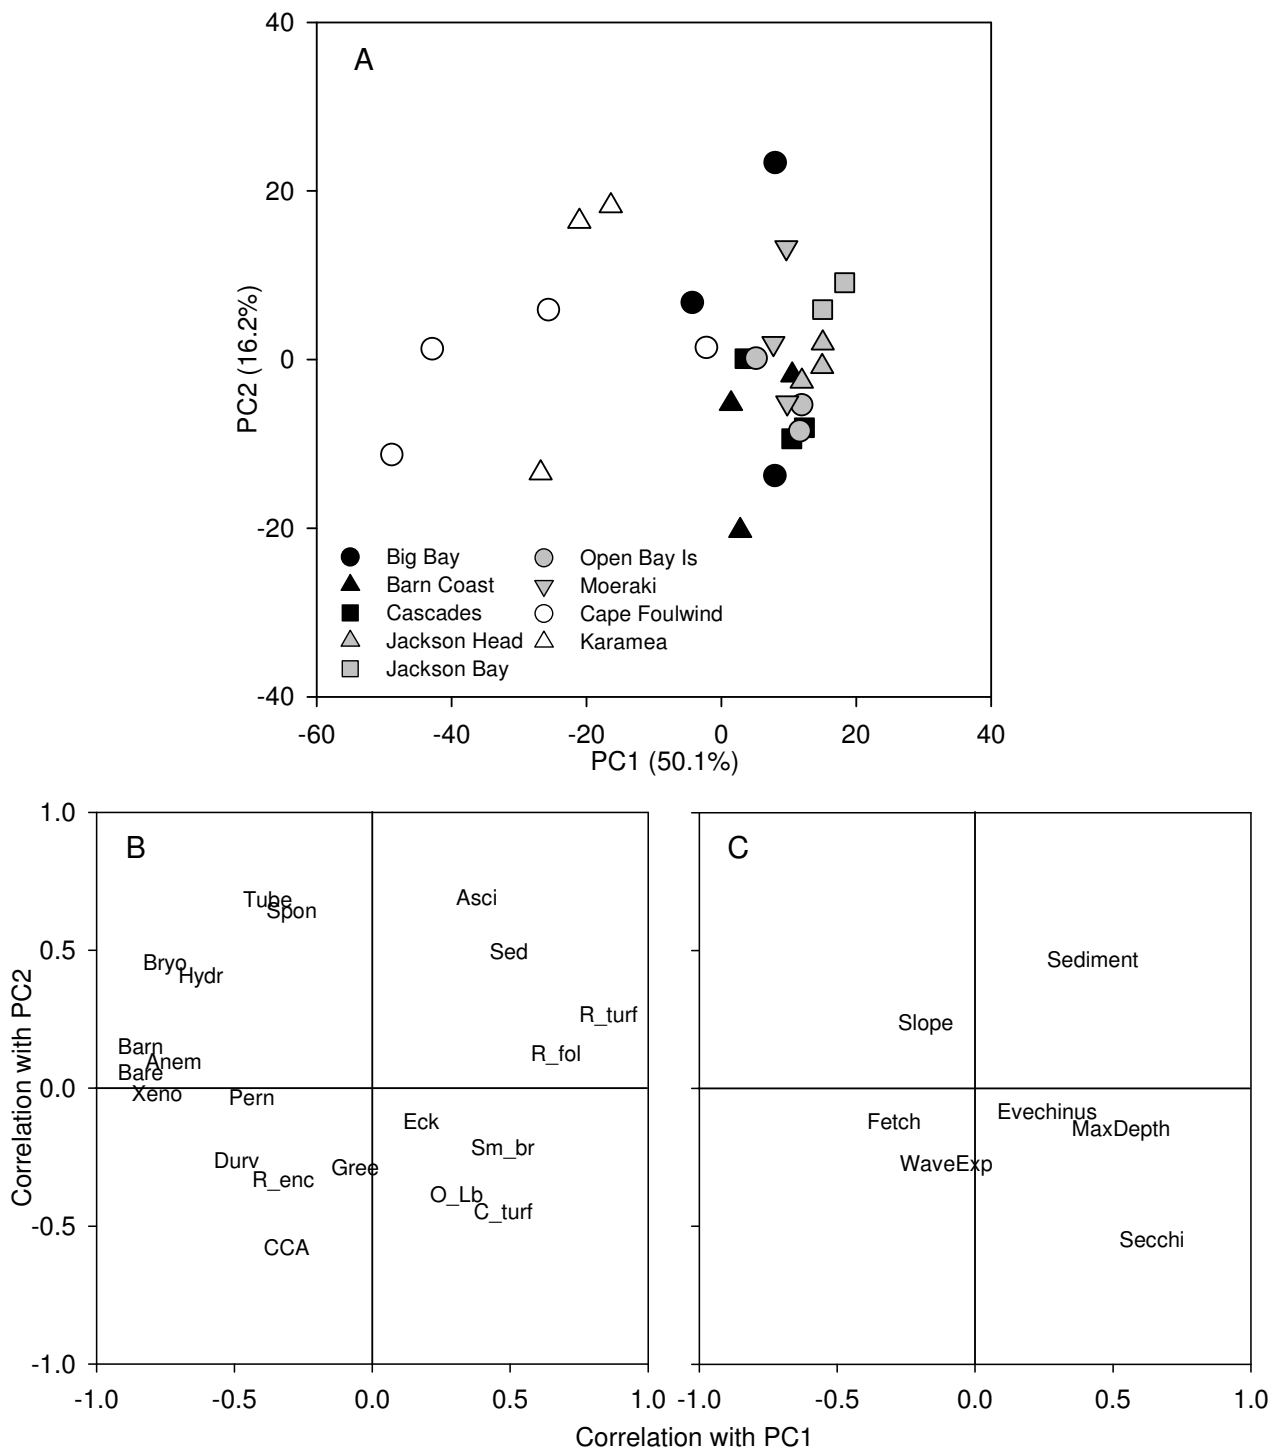 40
A
20
0
-20
-40
PC2 (16.2%)
Big Bay
Barn Coast
Cascades
Jackson Head
Jackson Bay
Open Bay Is
Moeraki
Cape Foulwind
Karamea
-60 -40 -20 0 20 40
PC1 (50.1%)
1.0
B
0.5
0.0
-0.5
-1.0
Correlation with PC2
Tube
Spon
Asci
Sed
Bryo
Hydr
R_turf
R_fol
Barn
Anem
Bare
Xeno
Pern
Eck
Sm_br
Durv
Gree
R_enc
O_Lb
C_turf
CCA
-1.0 -0.5 0.0 0.5 1.0
C
Sediment
Slope
Evechinus
Fetch
MaxDepth
WaveExp
Secchi
-1.0 -0.5 0.0 0.5 1.0
Correlation with PC1